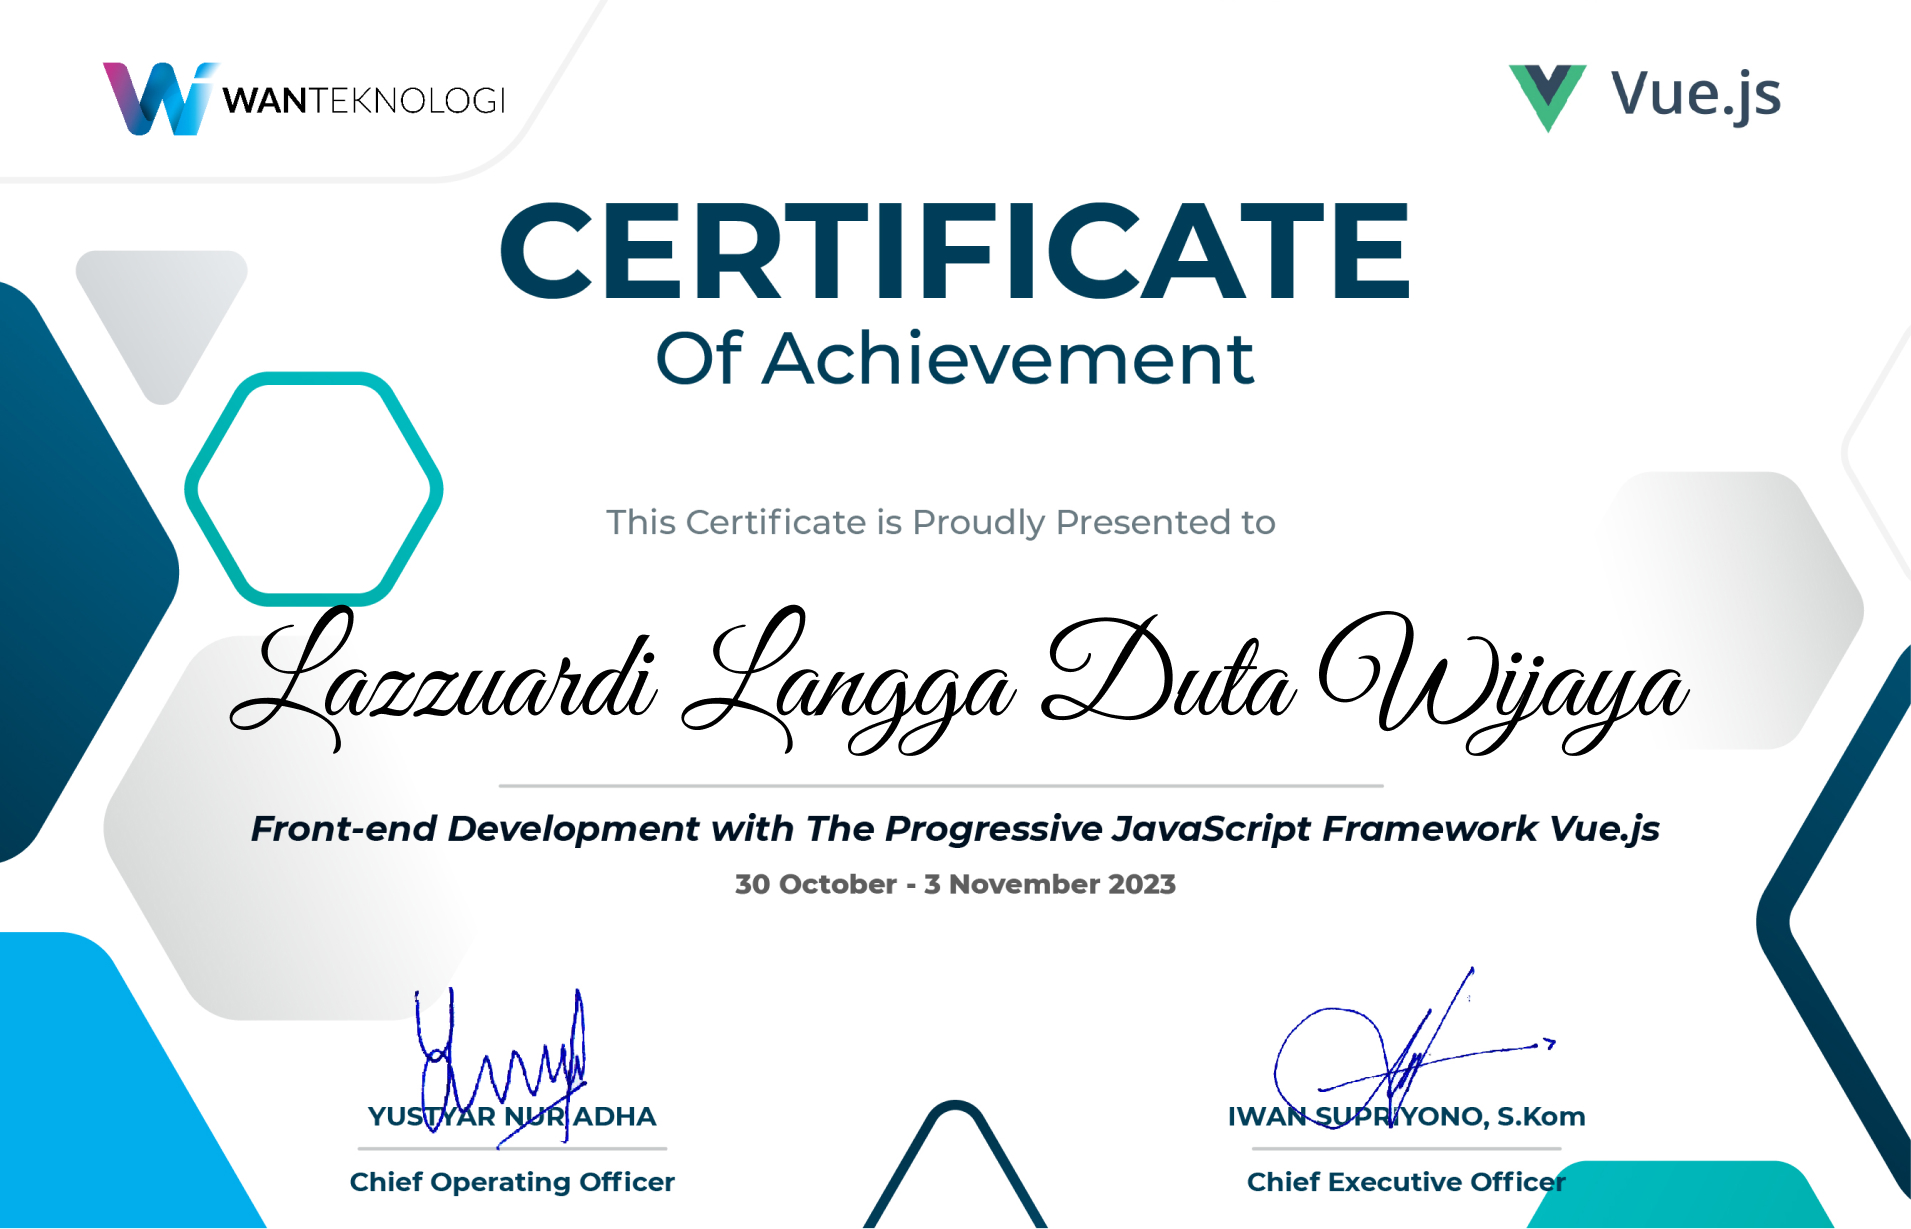 WANTEKNOLOGI
Vue.js
CERTIFICATE
Of Achievement
This Certificate is Proudly Presented to
Lazzuardi Langga Duta Wijaya
Front-end Development with The Progressive JavaScript Framework Vue.js
30 October - 3 November 2023
YUSTYAR NUR ADHA
Chief Operating Officer
IWAN SUPRIYONO, S.Kom
Chief Executive Officer